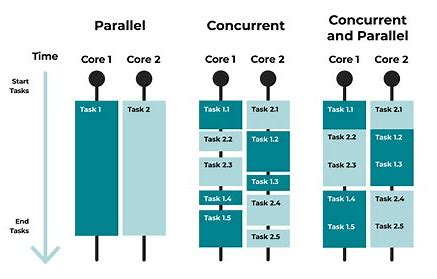 Parallel
Concurrent
Concurrent
and Parallel
Time
Core 1 Core 2
Core 1 Core 2
Core 1 Core 2
Start
Tasks
End
Tasks
Task 1
Task 2
Task 1.1
Task 2.2
Task 2.3
Task 1.4
Task 1.5
Task 2.1
Task 1.2
Task 1.3
Task 2.4
Task 2.5
Task 1.1
Task 2.2
Task 2.3
Task 1.4
Task 1.5
Task 2.1
Task 1.2
Task 1.3
Task 2.4
Task 2.5